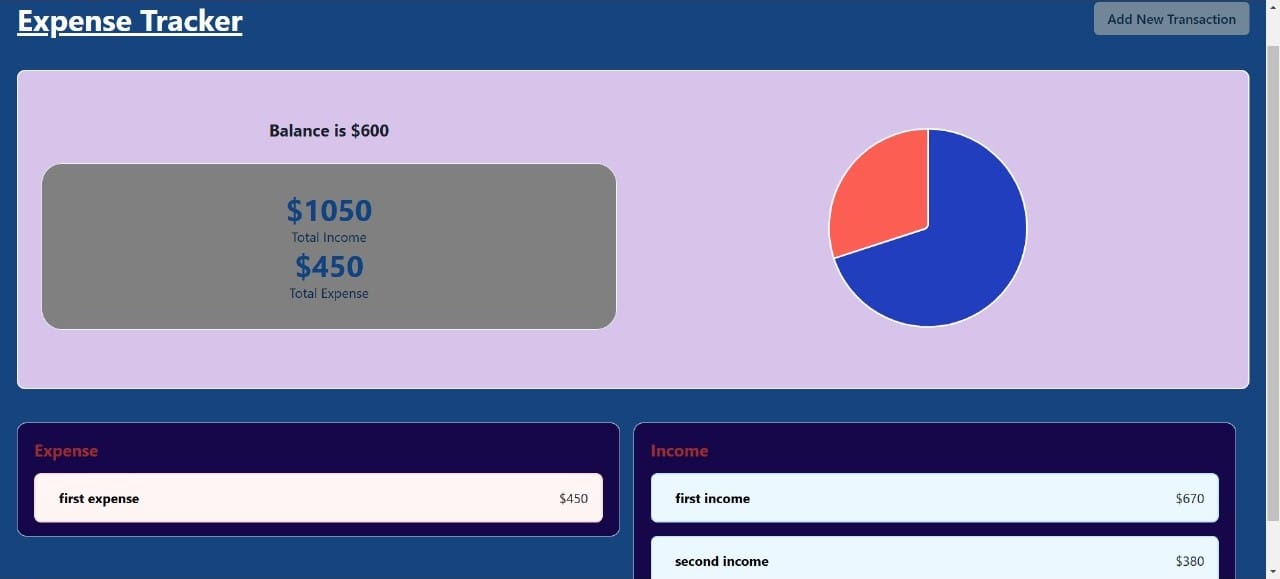 Expense Tracker
Add New Transaction
Balance is $600
$1050
Total Income
$450
Total Expense
Expense
first expense $450
Income
first income $670
second income $380